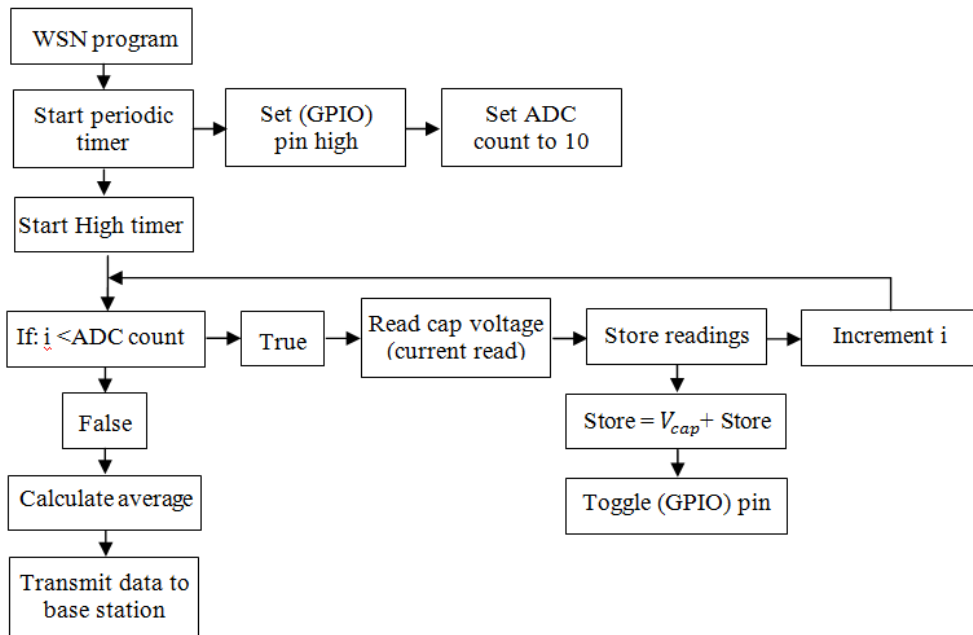 WSN program
Start periodic
timer
Set (GPIO)
pin high
Set ADC
count to 10
Start High timer
If: i <ADC count
True
Read cap voltage
(current read)
Store readings
Increment i
False
Store = V_cap + Store
Calculate average
Toggle (GPIO) pin
Transmit data to
base station